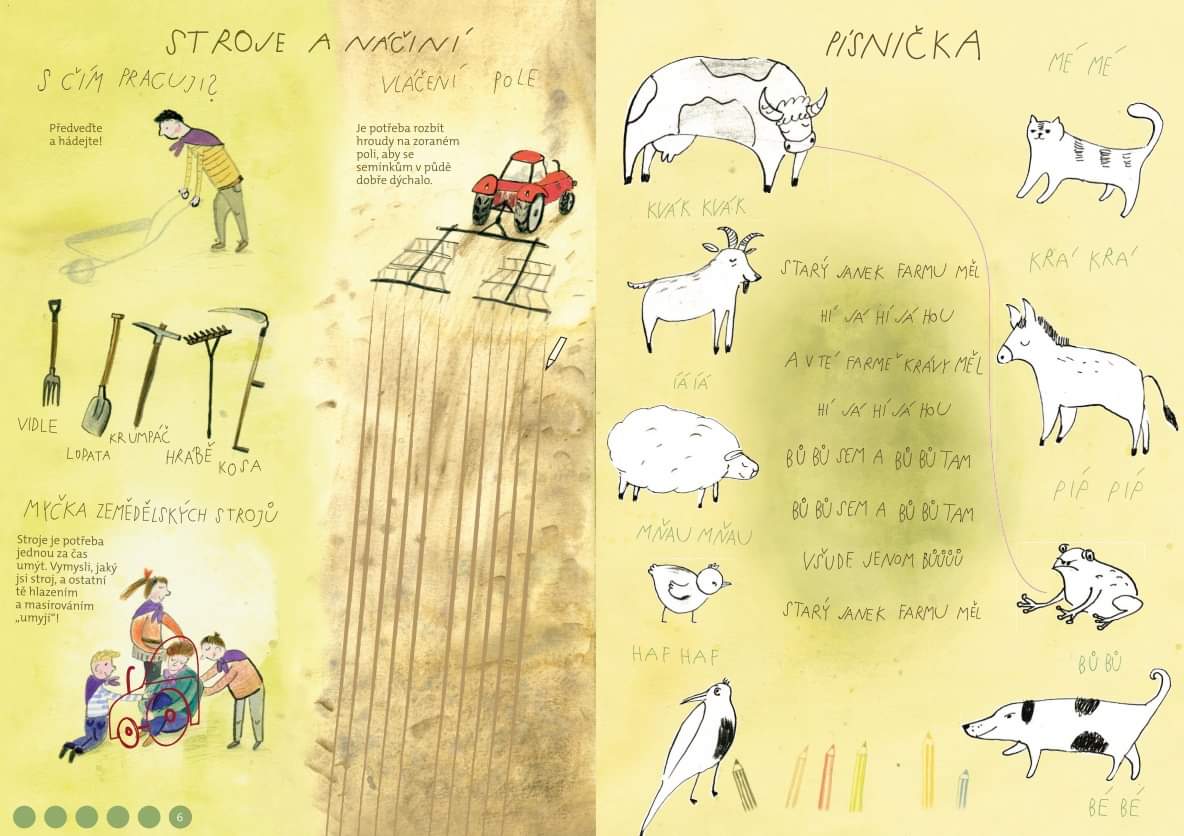 STROJE A NÁČINÍ
S ČÍM PRACUJI?
Předveďte
a hádejte!
VIDLE
LOPATA
KRUMPÁČ
HRÁBĚ
KOSA
MYČKA ZEMĚDĚLSKÝCH STROJŮ
Stroje je potřeba
jednou za čas
umýt. Vymysli, jaký
jsi stroj, a ostatní
tě hlazením
a masírováním
„umyjí“!
6
VLÁČENÍ POLE
Je potřeba rozbít
hroudy na zoraném
poli, aby se
semínkům v půdě
dobře dýchalo.
PÍSNIČKA
MÉ MÉ
KVÁK KVÁK
KRÁ KRÁ
STARÝ JANEK FARMU MĚL
HÍ JÁ HÍ JÁ HOU
A V TÉ FARMĚ KRÁVY MĚL
HÍ JÁ HÍ JÁ HOU
BŮ BŮ SEM A BŮ BŮ TAM
BŮ BŮ SEM A BŮ BŮ TAM
VŠUDE JENOM BŮŮŮŮ
STARÝ JANEK FARMU MĚL
ÍÁ ÍÁ
PÍP PÍP
MŇAU MŇAU
HAF HAF
BŮ BŮ
BÉ BÉ